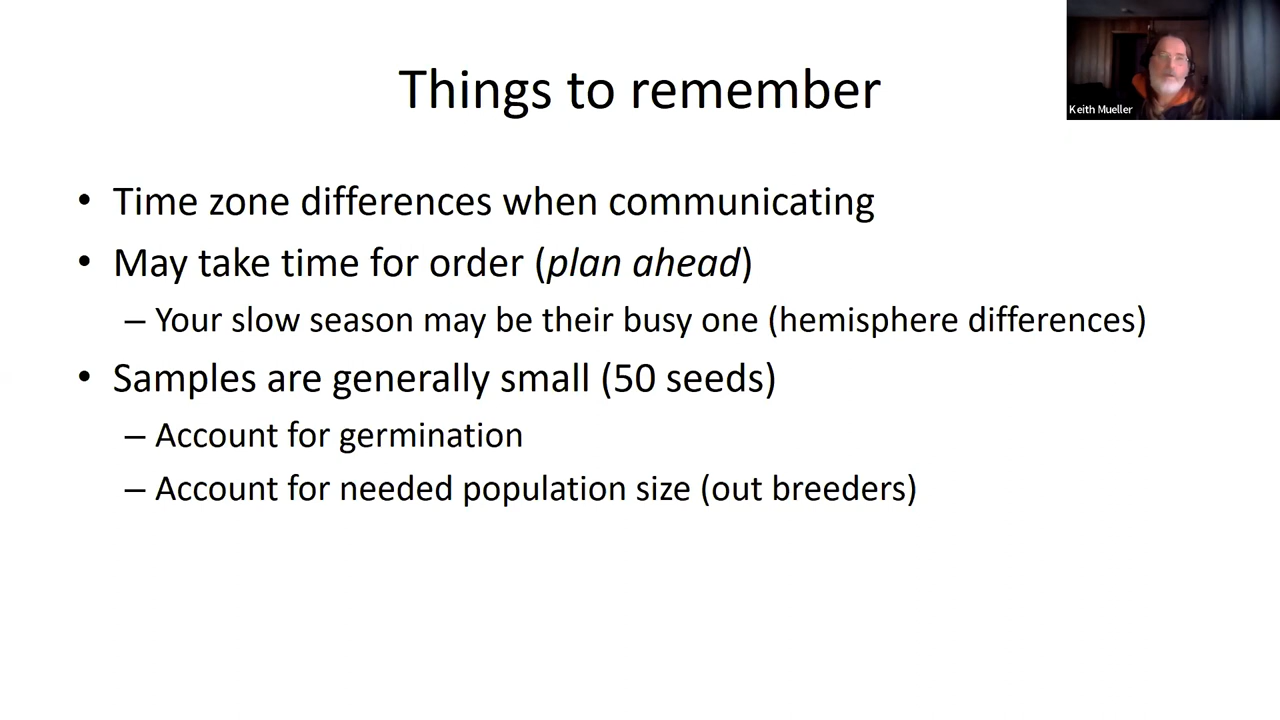 Things to remember
Keith Mueller
• Time zone differences when communicating
• May take time for order (plan ahead)
– Your slow season may be their busy one (hemisphere differences)
• Samples are generally small (50 seeds)
– Account for germination
– Account for needed population size (out breeders)